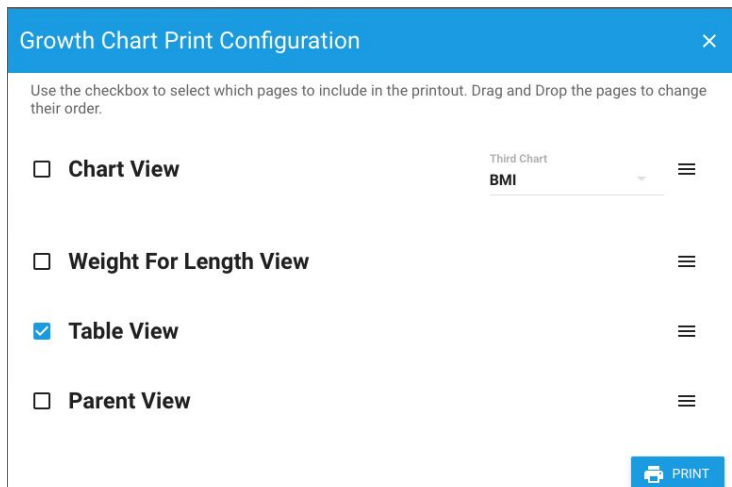 Growth Chart Print Configuration
Use the checkbox to select which pages to include in the printout. Drag and Drop the pages to change
their order.
Chart View
Third Chart
BMI
Weight For Length View
Table View
Parent View
PRINT